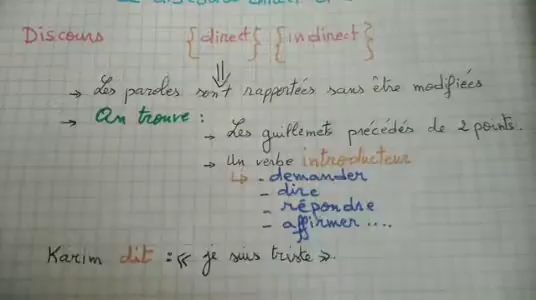 Discours {direct} {indirect}
→ Les paroles sont rapportées sans être modifiées
→ On trouve :
→ Les guillemets précédés de 2 points.
→ Un verbe introducteur
↳ - demander
- dire
- répondre
- affirmer ....
Karim dit : « je suis triste ».